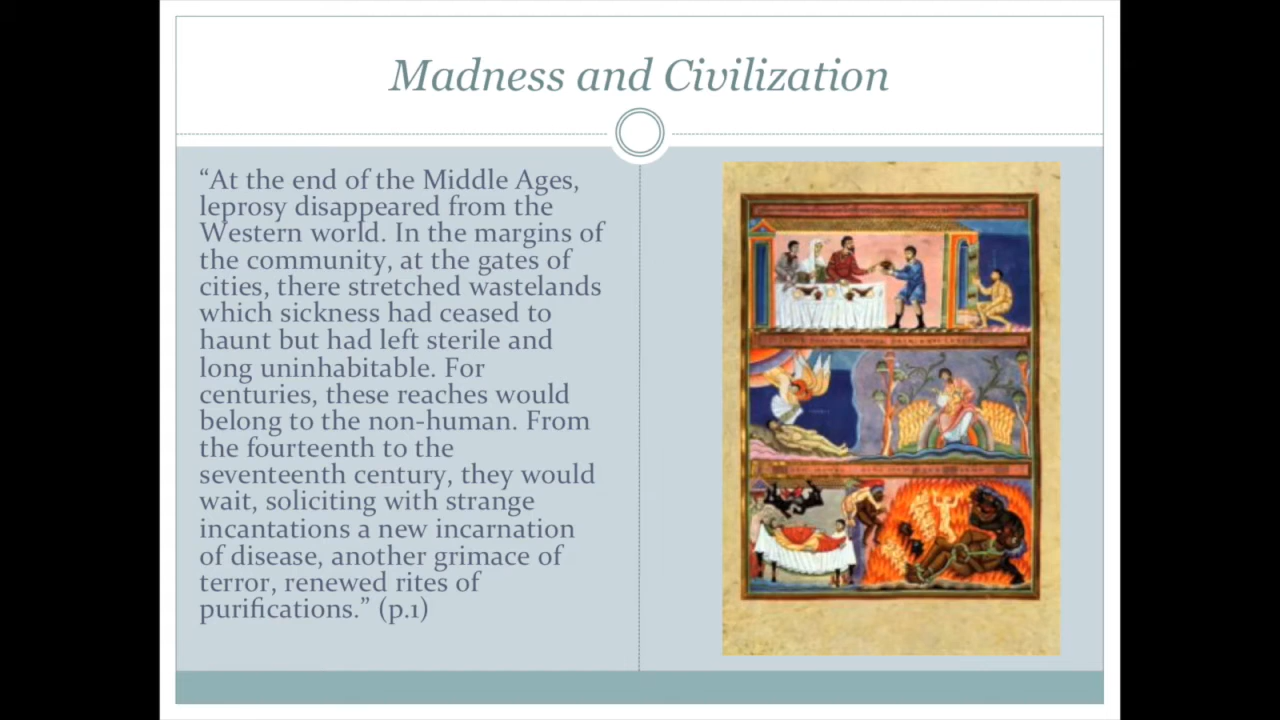 Madness and Civilization
“At the end of the Middle Ages,
leprosy disappeared from the
Western world. In the margins of
the community, at the gates of
cities, there stretched wastelands
which sickness had ceased to
haunt but had left sterile and
long uninhabitable. For
centuries, these reaches would
belong to the non-human. From
the fourteenth to the
seventeenth century, they would
wait, soliciting with strange
incantations a new incarnation
of disease, another grimace of
terror, renewed rites of
purifications.” (p.1)